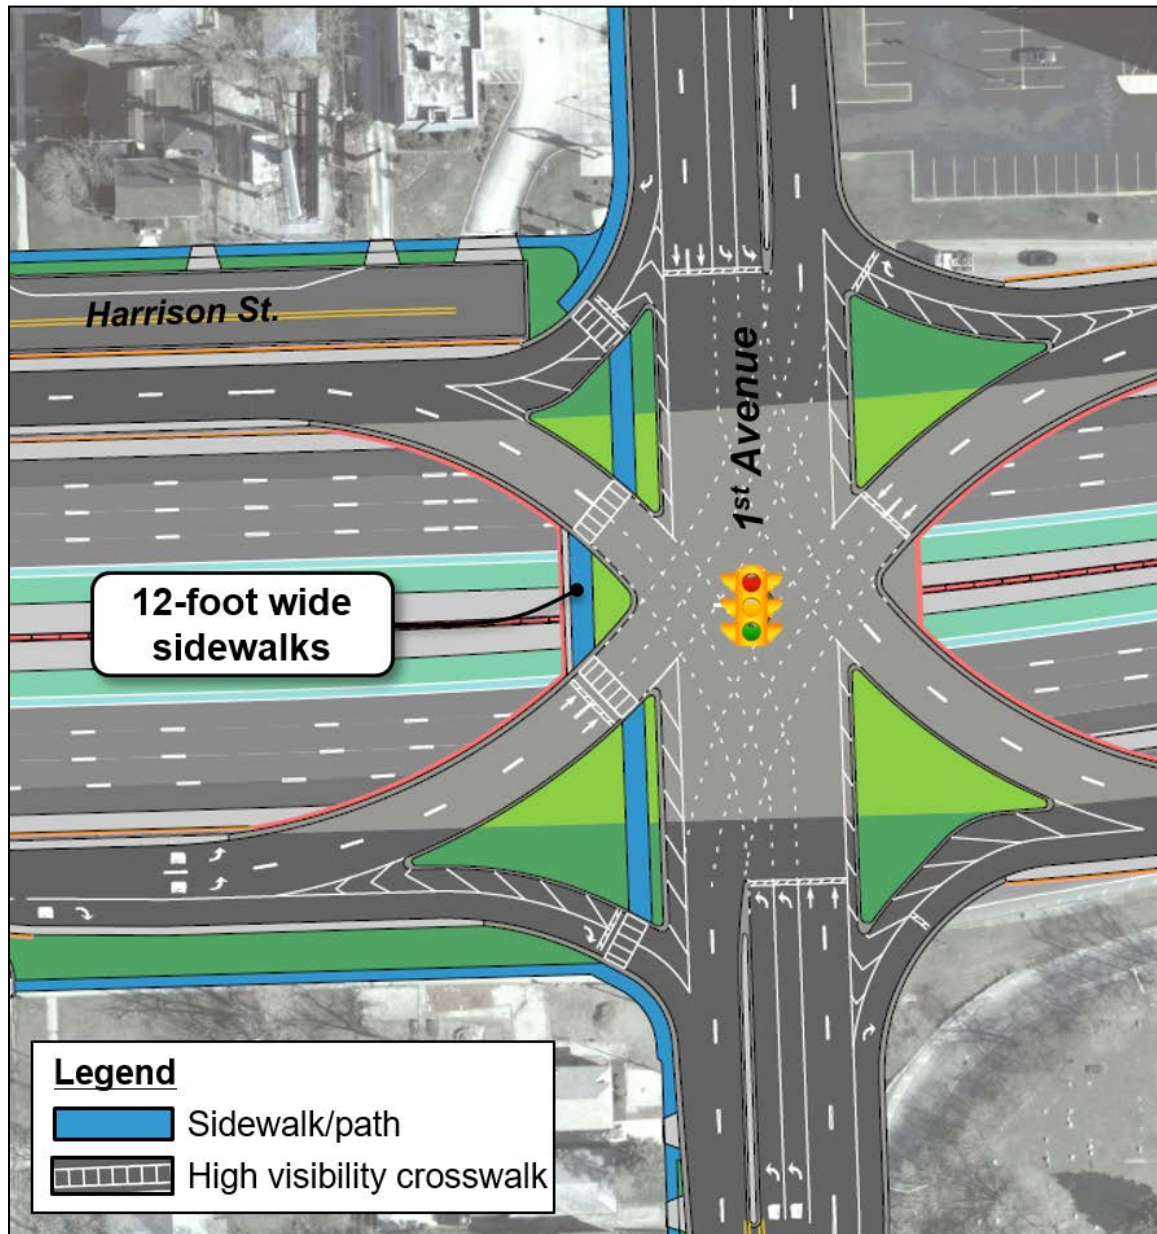 Harrison St.
1st Avenue
12-foot wide
sidewalks
Legend
Sidewalk/path
High visibility crosswalk